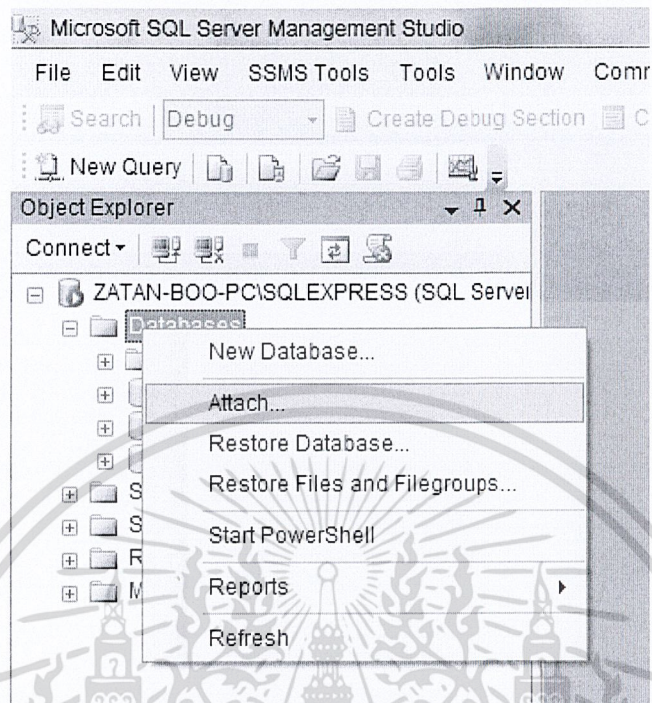 Microsoft SQL Server Management Studio
File Edit View SSMS Tools Tools Window
Search Debug Create Debug Section C
New Query
Object Explorer
Connect
ZATAN-BOO-PC\SQLEXPRESS (SQL Server
Databases
New Database...
Attach...
Restore Database...
S Restore Files and Filegroups...
S Start PowerShell
R
M Reports
Refresh